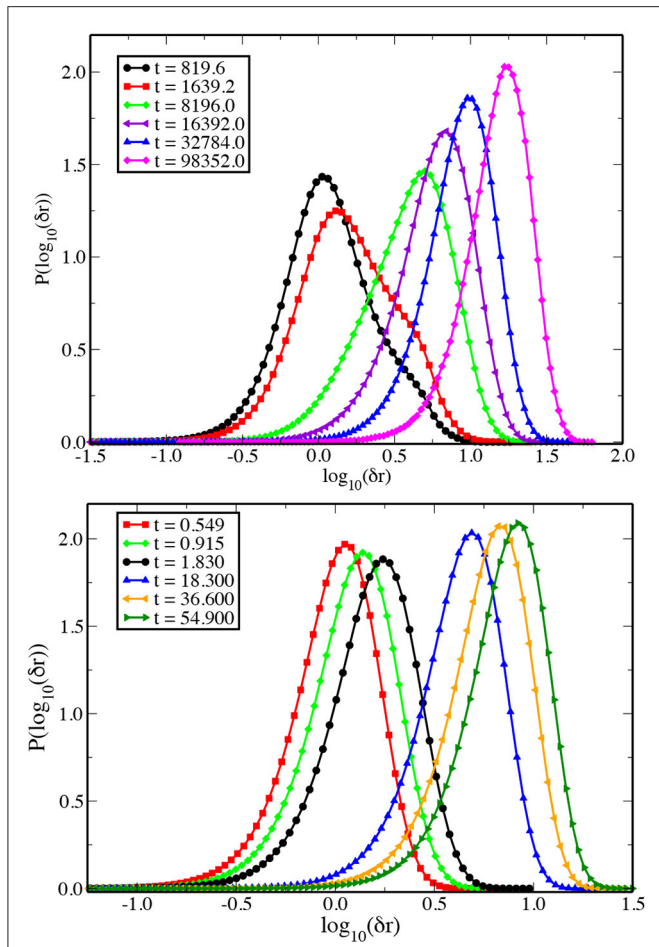 2.0
1.5
1.0
0.5
0.0
P(log10(δr))
t = 819.6
t = 1639.2
t = 8196.0
t = 16392.0
t = 32784.0
t = 98352.0
-1.5 -1.0 -0.5 0.0 0.5 1.0 1.5 2.0
log10(δr)
2.0
1.5
1.0
0.5
0.0
P(log10(δr))
t = 0.549
t = 0.915
t = 1.830
t = 18.300
t = 36.600
t = 54.900
-1.0 -0.5 0.0 0.5 1.0 1.5
log10(δr)